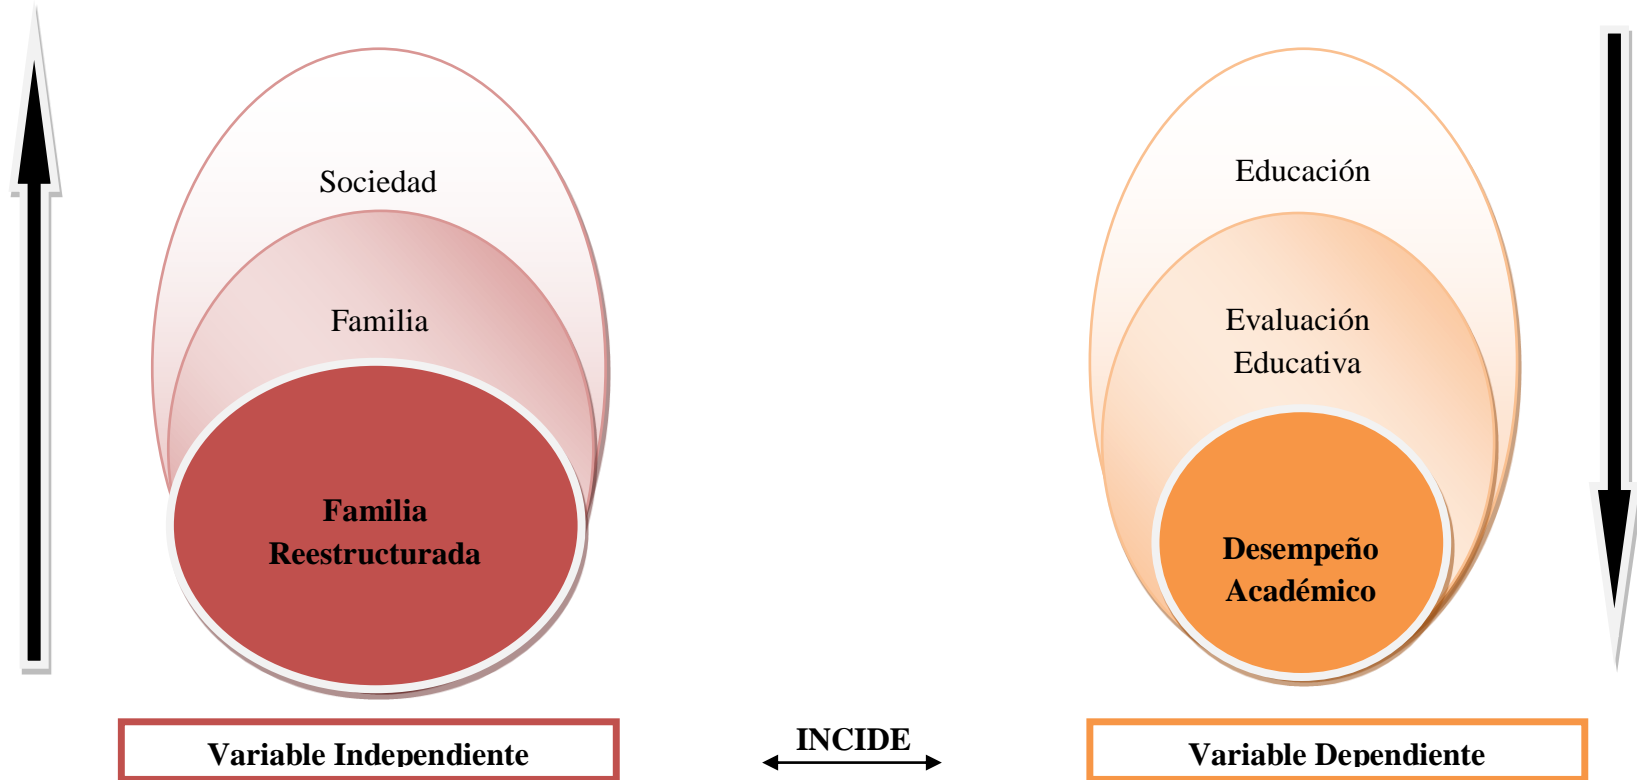 Sociedad
Familia
Familia
Reestructurada
Variable Independiente
INCIDE
Educación
Evaluación
Educativa
Desempeño
Académico
Variable Dependiente